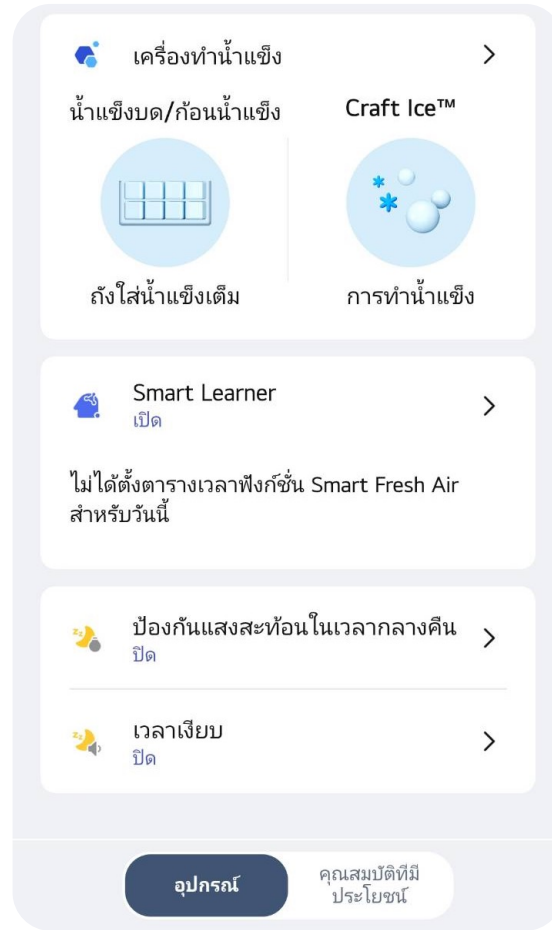 เครื่องทำน้ำแข็ง
น้ำแข็งบด/ก้อนน้ำแข็ง
Craft Ice™
ถังใส่น้ำแข็งเต็ม
การทำน้ำแข็ง
Smart Learner
เปิด
ไม่ได้ตั้งตารางเวลาฟังก์ชั่น Smart Fresh Air
สำหรับวันนี้
ป้องกันแสงสะท้อนในเวลากลางคืน
ปิด
เวลาเงียบ
ปิด
อุปกรณ์
คุณสมบัติที่มี
ประโยชน์